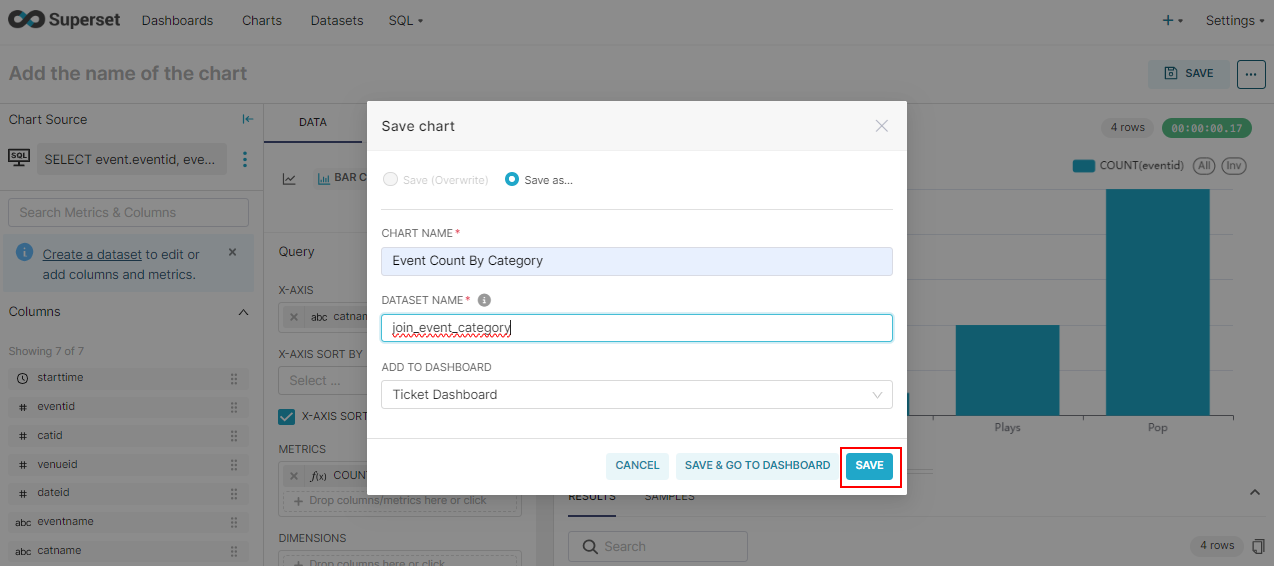 Superset Dashboards Charts Datasets SQL + Settings
Add the name of the chart SAVE ...
Chart Source
SQL SELECT event.eventid, eve...
Search Metrics & Columns
Create a dataset to edit or
add columns and metrics.
Columns
Showing 7 of 7
starttime
# eventid
# catid
# venueid
# dateid
abc eventname
abc catname
DATA
BAR C
Query
X-AXIS
abc catnam
X-AXIS SORT BY
Select ...
X-AXIS SORT
METRICS
f(x) COUNT
+ Drop columns/metrics here or click
DIMENSIONS
+ Drop columns here or click
Save chart
Save (Overwrite) Save as...
CHART NAME *
Event Count By Category
DATASET NAME *
join_event_category
ADD TO DASHBOARD
Ticket Dashboard
CANCEL SAVE & GO TO DASHBOARD SAVE
4 rows 00:00:00.17
COUNT(eventid) All Inv
Plays Pop
RESULTS SAMPLES
Search 4 rows